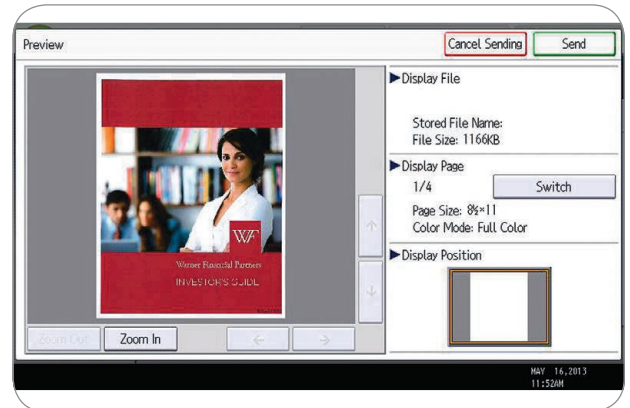 Preview
Cancel Sending
Send
▶Display File
Stored File Name:
File Size: 1166KB
▶Display Page
1/4
Switch
Page Size: 8½×11
Color Mode: Full Color
▶Display Position
WF
Warner Financial Partners
INVESTOR'S GUIDE
Zoom Out
Zoom In
MAY 16,2013
11:52AM